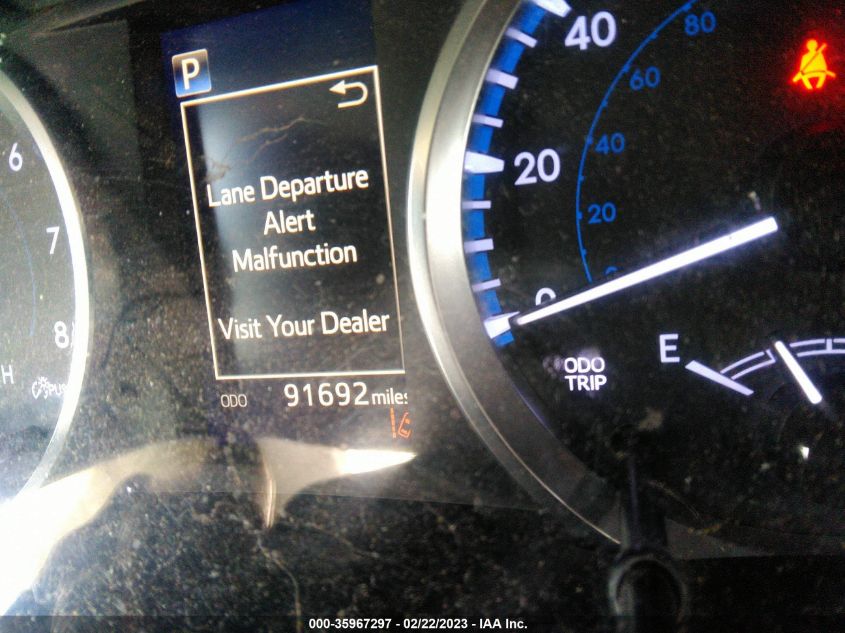 P
Lane Departure
Alert
Malfunction
Visit Your Dealer
ODO 91692 miles
6
7
8
H
40
20
0
80
60
40
20
0
ODO
TRIP
E
000-35967297 - 02/22/2023 - IAA Inc.